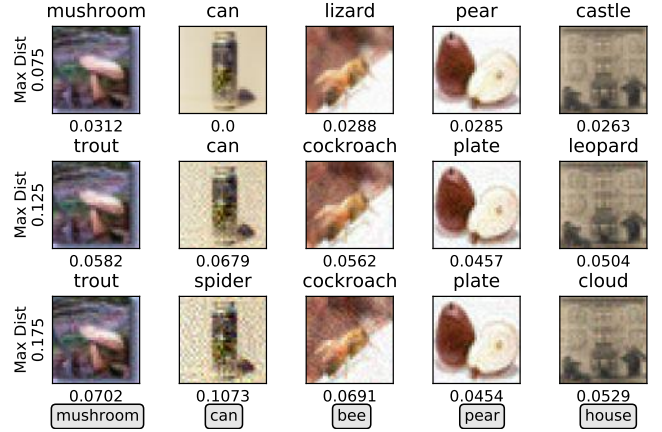 mushroom can lizard pear castle
Max Dist 0.075
0.0312 0.0 0.0288 0.0285 0.0263
trout can cockroach plate leopard
Max Dist 0.125
0.0582 0.0679 0.0562 0.0457 0.0504
trout spider cockroach plate cloud
Max Dist 0.175
0.0702 0.1073 0.0691 0.0454 0.0529
mushroom can bee pear house